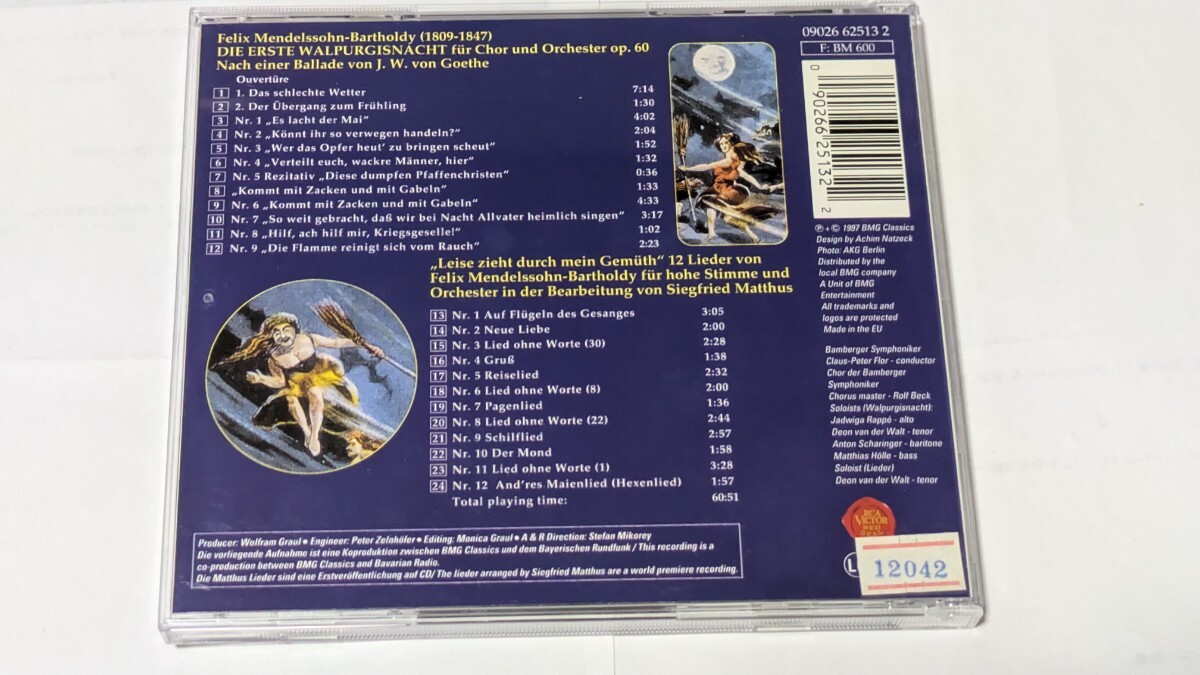 Felix Mendelssohn-Bartholdy (1809-1847)
DIE ERSTE WALPURGISNACHT für Chor und Orchester op. 60
Nach einer Ballade von J. W. von Goethe
Ouvertüre
1 1. Das schlechte Wetter 7:14
2 2. Der Übergang zum Frühling 1:30
3 Nr. 1 „Es lacht der Mai“ 4:02
4 Nr. 2 „Könnt ihr so verwegen handeln?“ 2:04
5 Nr. 3 „Wer das Opfer heut' zu bringen scheut“ 1:52
6 Nr. 4 „Verteilt euch, wackre Männer, hier“ 1:32
7 Nr. 5 Rezitativ „Diese dumpfen Pfaffenchristen“ 0:36
8 „Kommt mit Zacken und mit Gabeln“ 1:33
9 Nr. 6 „Kommt mit Zacken und mit Gabeln“ 4:33
10 Nr. 7 „So weit gebracht, daß wir bei Nacht Allvater heimlich singen“ 3:17
11 Nr. 8 „Hilf, ach hilf mir, Kriegsgeselle!“ 1:02
12 Nr. 9 „Die Flamme reinigt sich vom Rauch“ 2:23
„Leise zieht durch mein Gemüth“ 12 Lieder von
Felix Mendelssohn-Bartholdy für hohe Stimme und
Orchester in der Bearbeitung von Siegfried Matthus
13 Nr. 1 Auf Flügeln des Gesanges 3:05
14 Nr. 2 Neue Liebe 2:00
15 Nr. 3 Lied ohne Worte (30) 2:28
16 Nr. 4 Gruß 1:38
17 Nr. 5 Reiselied 2:32
18 Nr. 6 Lied ohne Worte (8) 2:00
19 Nr. 7 Pagenlied 1:36
20 Nr. 8 Lied ohne Worte (22) 2:44
21 Nr. 9 Schilflied 2:57
22 Nr. 10 Der Mond 1:58
23 Nr. 11 Lied ohne Worte (1) 3:28
24 Nr. 12 And'res Maienlied (Hexenlied) 1:57
Total playing time: 60:51
Producer: Wolfram Graul • Engineer: Peter Zelnhöfer • Editing: Monica Graul • A & R Direction: Stefan Mikorey
Die vorliegende Aufnahme ist eine Koproduktion zwischen BMG Classics und dem Bayerischen Rundfunk / This recording is a
co-production between BMG Classics and Bavarian Radio.
Die Matthus Lieder sind eine Erstveröffentlichung auf CD/ The lieder arranged by Siegfried Matthus are a world premiere recording.
09026 62513 2
F: BM 600
0 90266 25132 2
℗ + © 1997 BMG Classics
Design by Achim Natzeck
Photo: AKG Berlin
Distributed by the
local BMG company
A Unit of BMG
Entertainment
All trademarks and
logos are protected
Made in the EU
Bamberger Symphoniker
Claus-Peter Flor - conductor
Chor der Bamberger
Symphoniker
Chorus master - Rolf Beck
Soloists (Walpurgisnacht):
Jadwiga Rappé - alto
Deon van der Walt - tenor
Anton Scharinger - baritone
Matthias Hölle - bass
Soloist (Lieder)
Deon van der Walt - tenor
RCA
VICTOR
RED
SEAL
12042